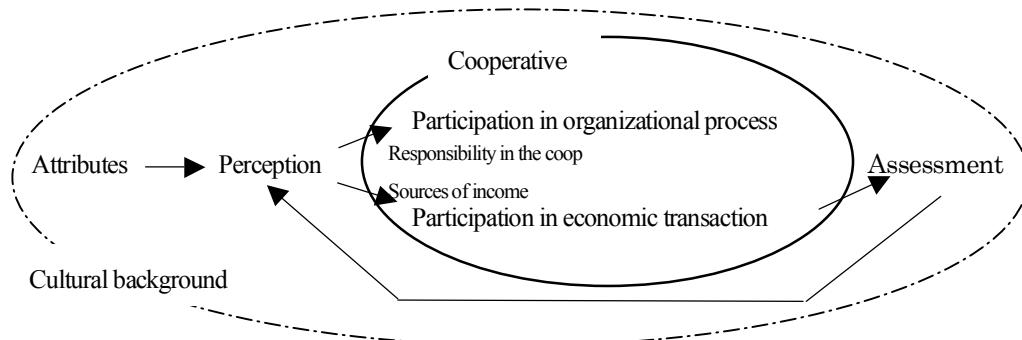 Cooperative
Participation in organizational process
Responsibility in the coop
Attributes
Perception
Assessment
Sources of income
Participation in economic transaction
Cultural background